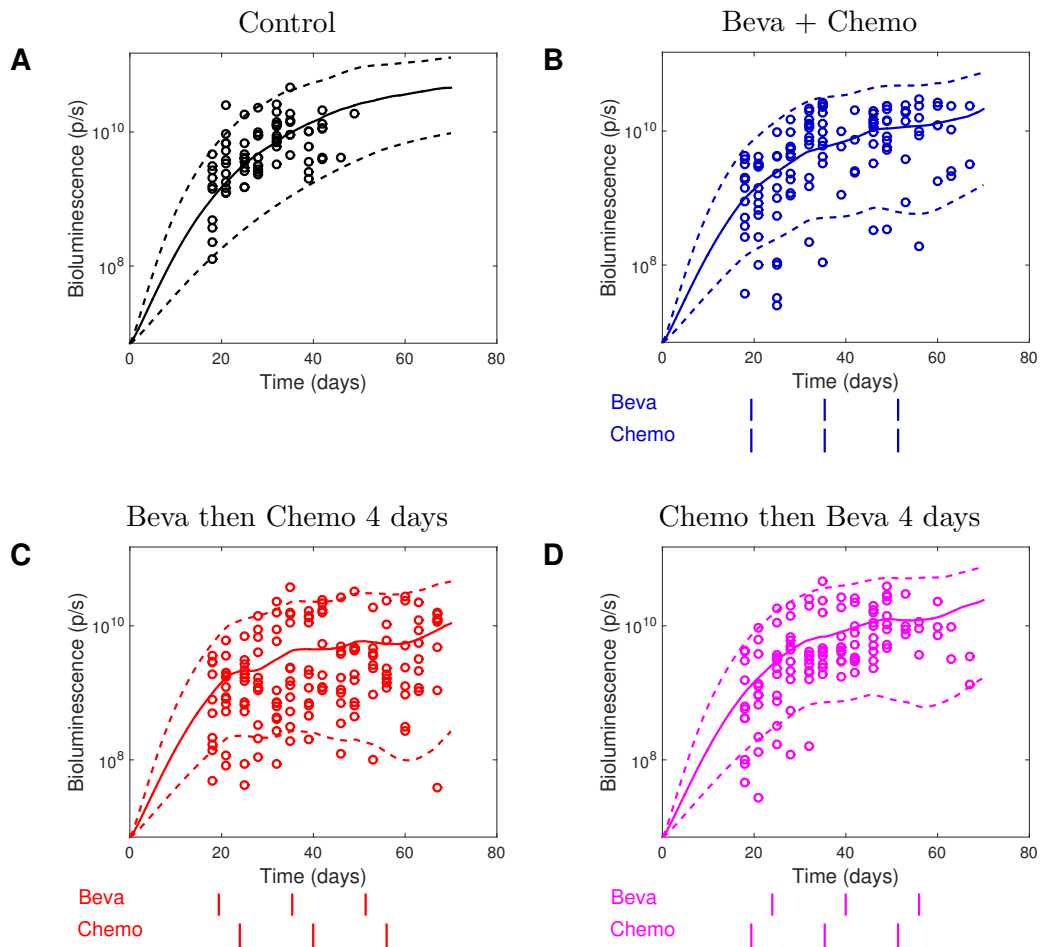 Control
A
Bioluminescence (p/s)
10^10
10^8
0 20 40 60 80
Time (days)
Beva + Chemo
B
Bioluminescence (p/s)
10^10
10^8
0 20 40 60 80
Time (days)
Beva
Chemo
Beva then Chemo 4 days
C
Bioluminescence (p/s)
10^10
10^8
0 20 40 60 80
Time (days)
Beva
Chemo
Chemo then Beva 4 days
D
Bioluminescence (p/s)
10^10
10^8
0 20 40 60 80
Time (days)
Beva
Chemo